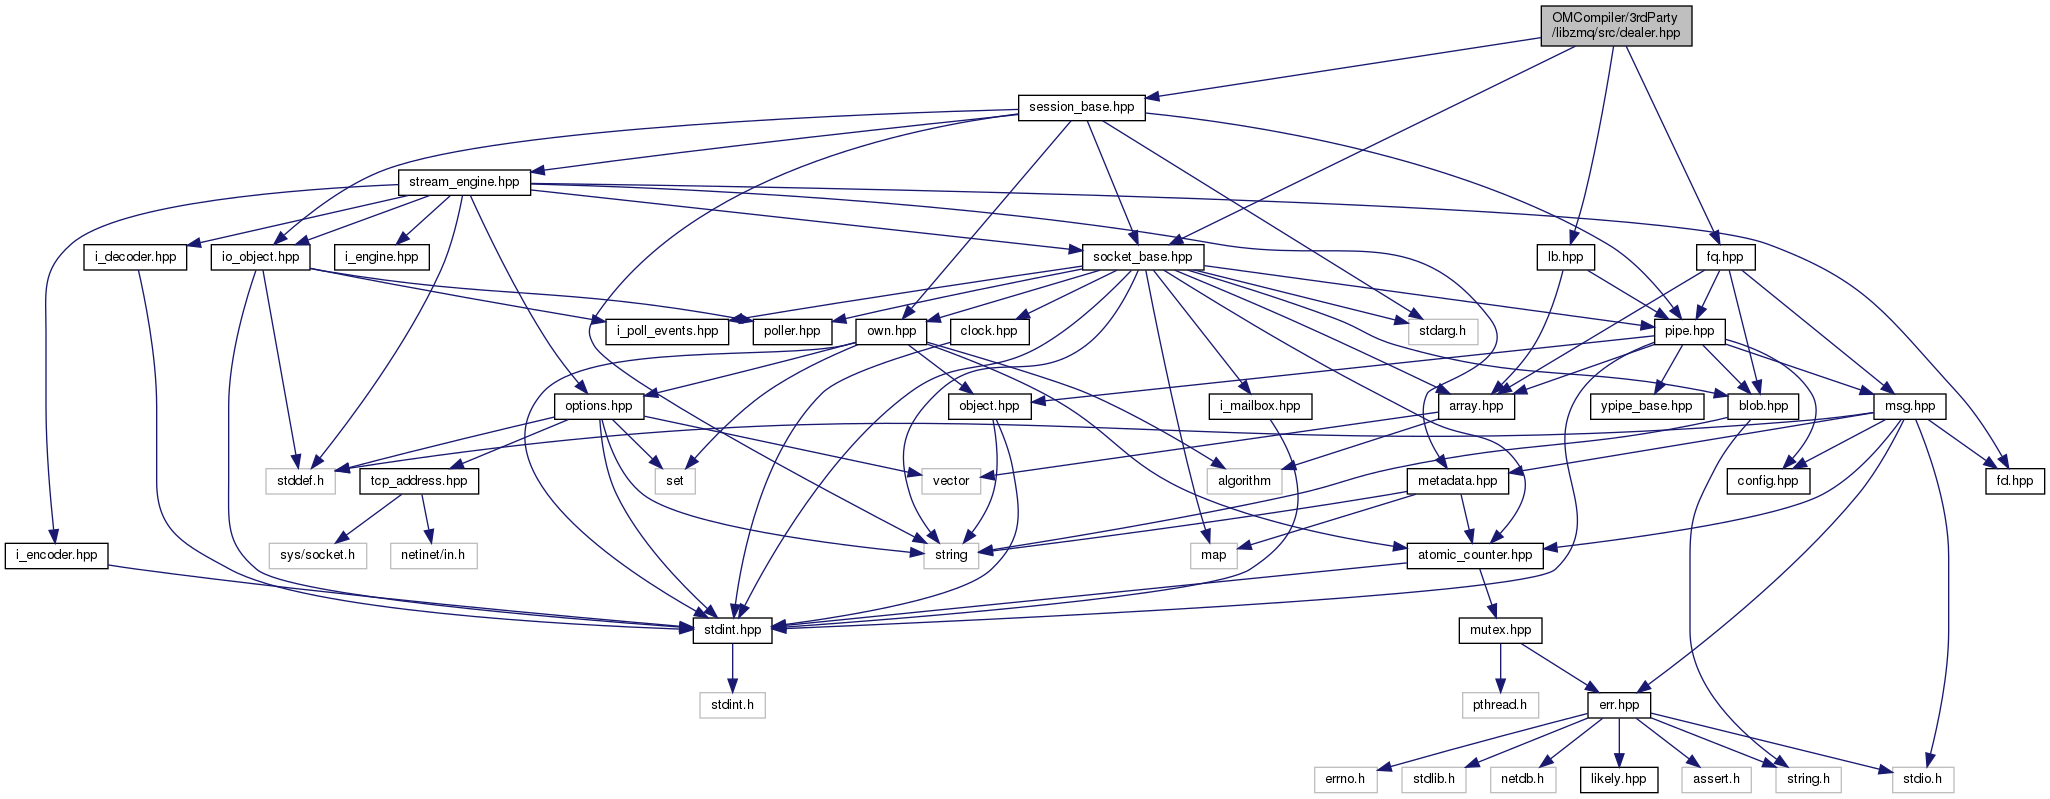 OMCompiler/3rdParty
/libzmq/src/dealer.hpp
session_base.hpp
stream_engine.hpp
i_decoder.hpp
io_object.hpp
i_engine.hpp
socket_base.hpp
lb.hpp
fq.hpp
i_poll_events.hpp
poller.hpp
own.hpp
clock.hpp
stdarg.h
pipe.hpp
options.hpp
object.hpp
i_mailbox.hpp
array.hpp
ypipe_base.hpp
blob.hpp
msg.hpp
stddef.h
tcp_address.hpp
set
vector
algorithm
metadata.hpp
config.hpp
fd.hpp
i_encoder.hpp
sys/socket.h
netinet/in.h
string
map
atomic_counter.hpp
stdint.hpp
mutex.hpp
stdint.h
pthread.h
err.hpp
errno.h
stdlib.h
netdb.h
likely.hpp
assert.h
string.h
stdio.h